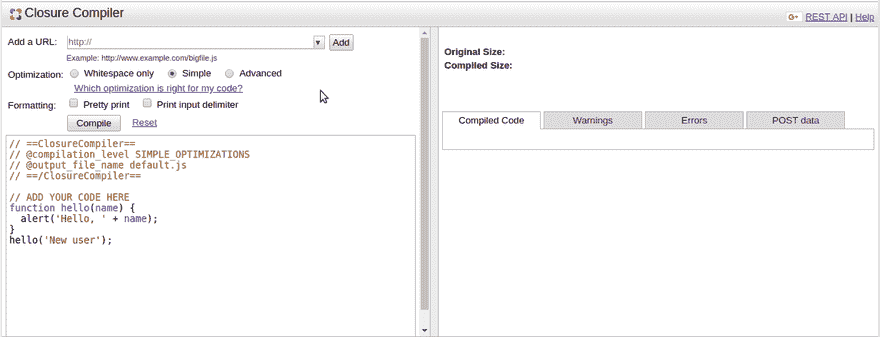 Closure Compiler
G+ REST API | Help
Add a URL: http:// Add
Example: http://www.example.com/bigfile.js
Optimization: Whitespace only Simple Advanced
Which optimization is right for my code?
Formatting: Pretty print Print input delimiter
Compile Reset
// ==ClosureCompiler==
// @compilation_level SIMPLE_OPTIMIZATIONS
// @output_file_name default.js
// ==/ClosureCompiler==
// ADD YOUR CODE HERE
function hello(name) {
  alert('Hello, ' + name);
}
hello('New user');
Original Size:
Compiled Size:
Compiled Code Warnings Errors POST data